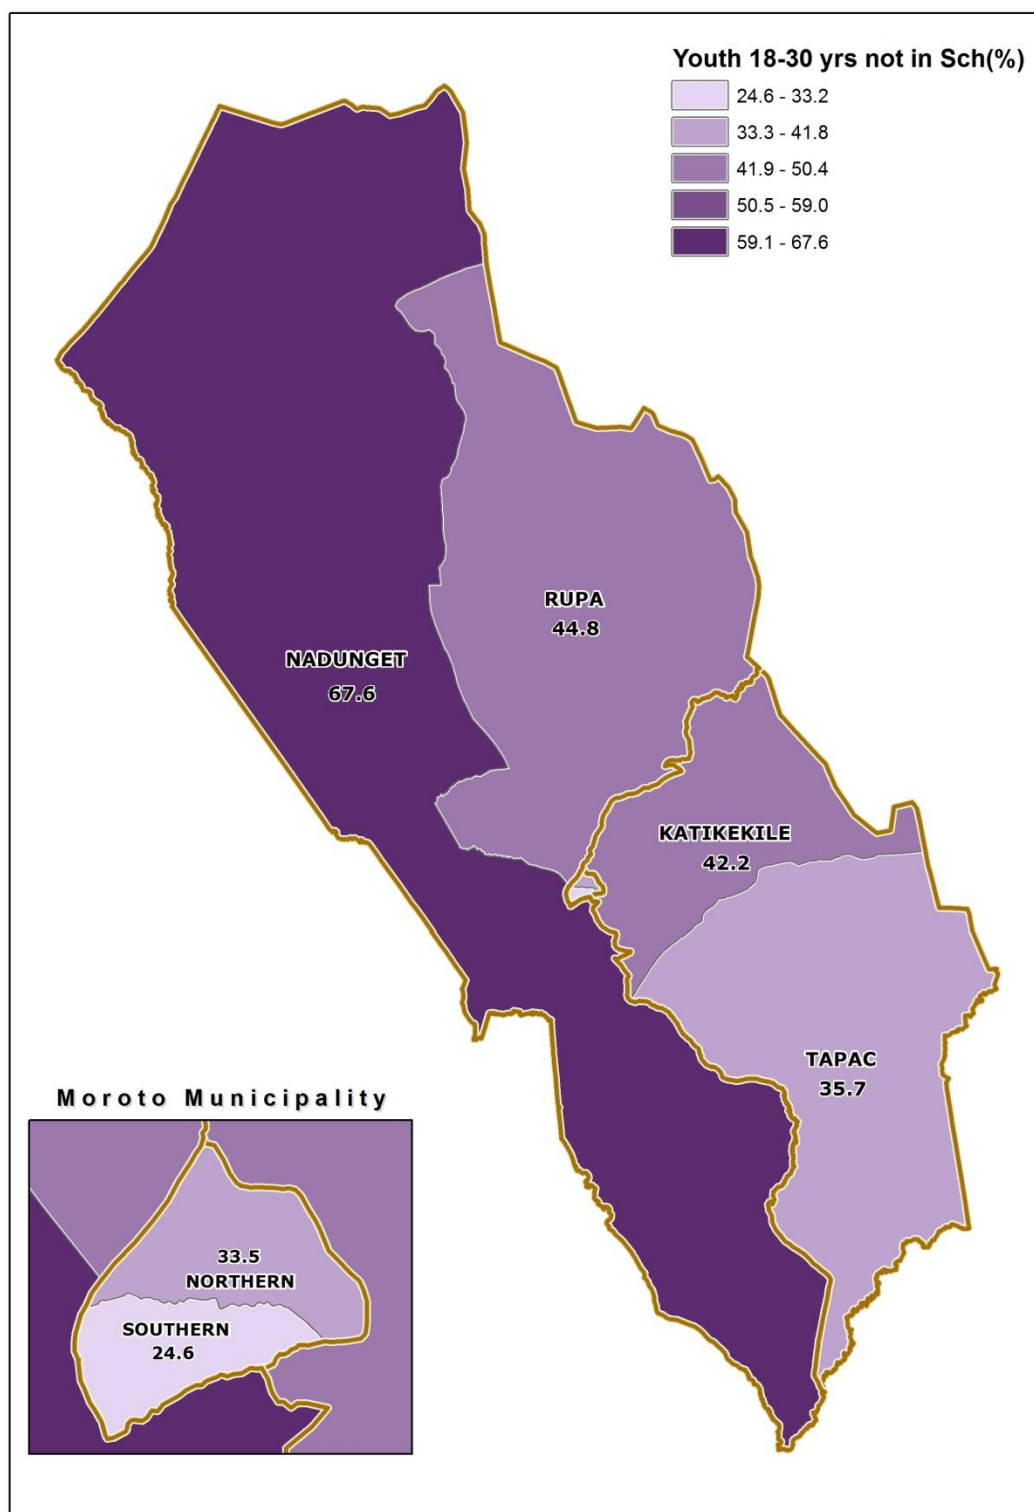 Youth 18-30 yrs not in Sch(%)
24.6 - 33.2
33.3 - 41.8
41.9 - 50.4
50.5 - 59.0
59.1 - 67.6
RUPA
44.8
NADUNGET
67.6
KATIKEKILE
42.2
TAPAC
35.7
Moroto Municipality
33.5
NORTHERN
SOUTHERN
24.6